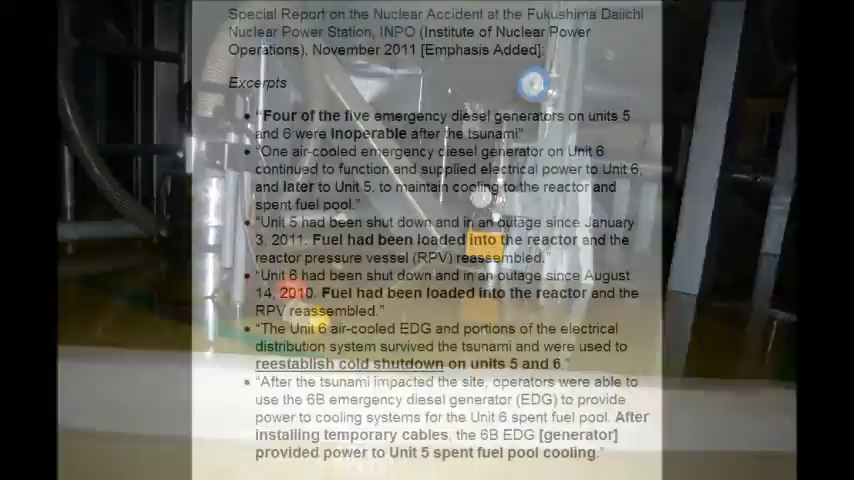 Special Report on the Nuclear Accident at the Fukushima Daiichi
Nuclear Power Station, INPO (Institute of Nuclear Power
Operations), November 2011 [Emphasis Added]:
Excerpts
• “Four of the five emergency diesel generators on units 5
and 6 were inoperable after the tsunami”
• “One air-cooled emergency diesel generator on Unit 6
continued to function and supplied electrical power to Unit 6,
and later to Unit 5, to maintain cooling to the reactor and
spent fuel pool.”
• “Unit 5 had been shut down and in an outage since January
3, 2011. Fuel had been loaded into the reactor and the
reactor pressure vessel (RPV) reassembled.”
• “Unit 6 had been shut down and in an outage since August
14, 2010. Fuel had been loaded into the reactor and the
RPV reassembled.”
• “The Unit 6 air-cooled EDG and portions of the electrical
distribution system survived the tsunami and were used to
reestablish cold shutdown on units 5 and 6.”
• “After the tsunami impacted the site, operators were able to
use the 6B emergency diesel generator (EDG) to provide
power to cooling systems for the Unit 6 spent fuel pool. After
installing temporary cables, the 6B EDG [generator]
provided power to Unit 5 spent fuel pool cooling.”